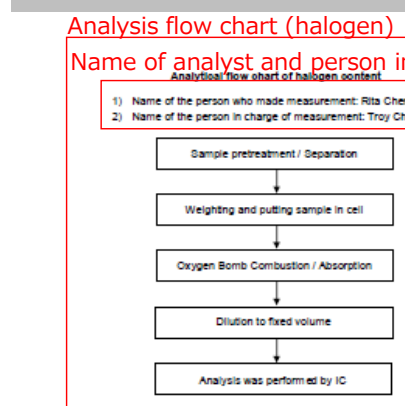 Analysis flow chart (halogen)
Name of analyst and person i
Analytical flow chart of halogen content
1) Name of the person who made measurement: Rita Che
2) Name of the person in charge of measurement: Troy Ch
Sample pretreatment / Separation
Weighting and putting sample in cell
Oxygen Bomb Combustion / Absorption
Dilution to fixed volume
Analysis was performed by IC